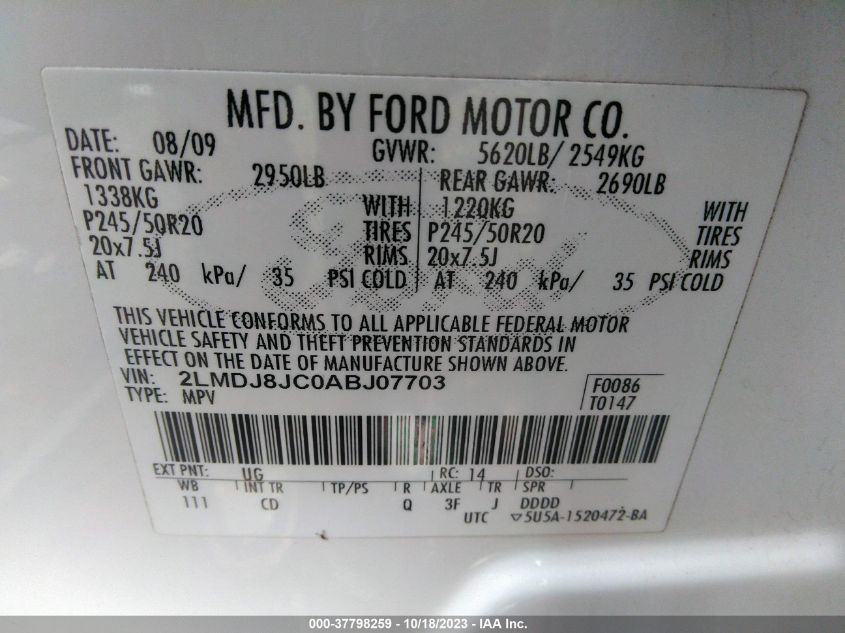 MFD. BY FORD MOTOR CO.
DATE: 08/09 GVWR: 5620LB/ 2549KG
FRONT GAWR: 2950LB REAR GAWR: 2690LB
1338KG WITH 1220KG WITH
P245/50R20 TIRES P245/50R20 TIRES
20x7.5J RIMS 20x7.5J RIMS
AT 240 kPa/ 35 PSI COLD AT 240 kPa/ 35 PSI COLD
Ford
THIS VEHICLE CONFORMS TO ALL APPLICABLE FEDERAL MOTOR
VEHICLE SAFETY AND THEFT PREVENTION STANDARDS IN
EFFECT ON THE DATE OF MANUFACTURE SHOWN ABOVE.
VIN: 2LMDJ8JC0ABJ07703 F0086
TYPE: MPV T0147
EXT PNT: UG RC: 14 DSO:
WB INT TR TP/PS R AXLE TR SPR
111 CD Q 3F J DDDD
UTC ▽5U5A-1520472-BA
000-37798259 - 10/18/2023 - IAA Inc.